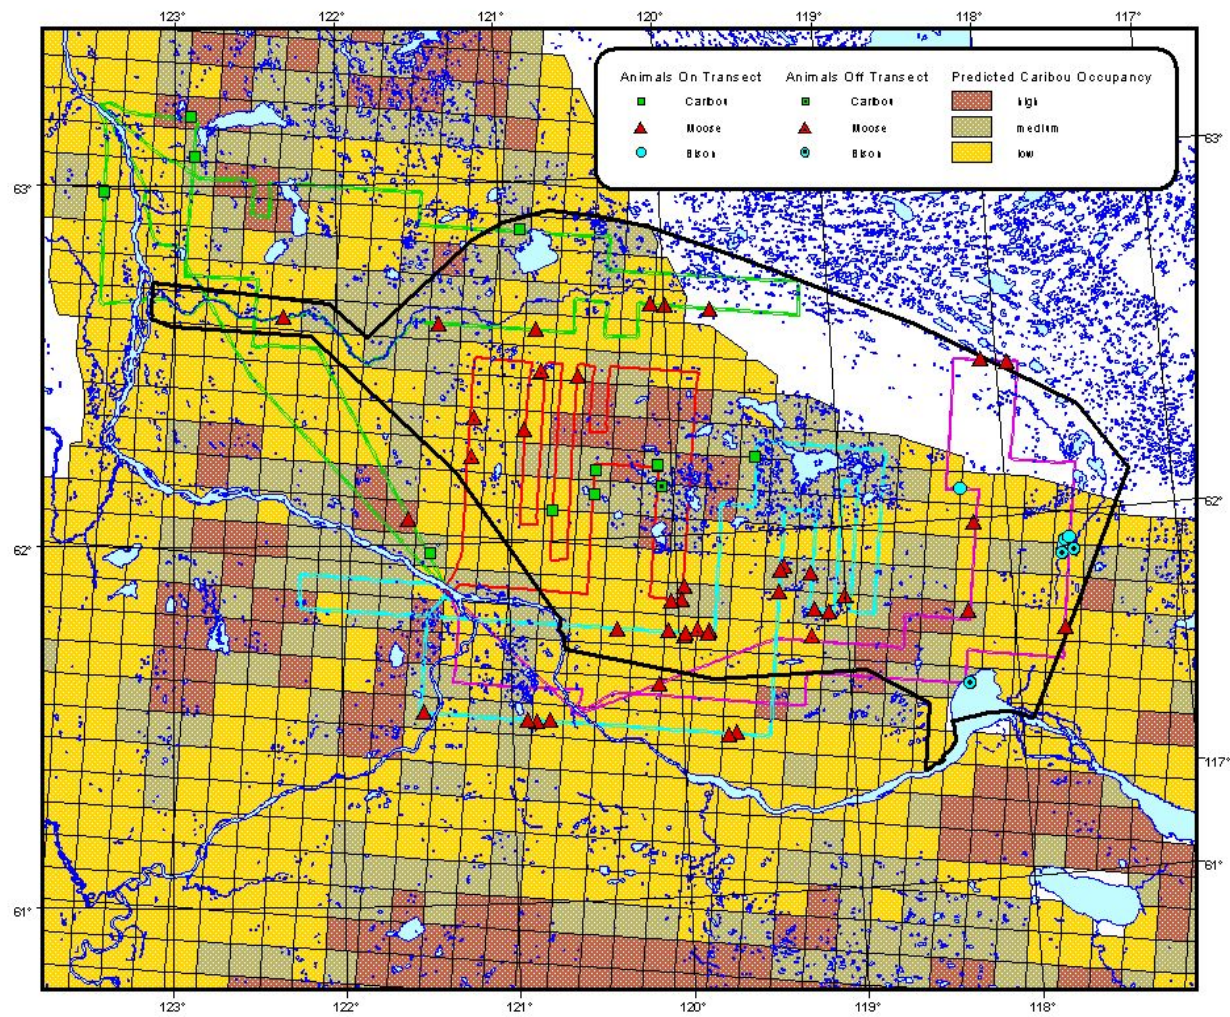 123° 122° 121° 120° 119° 118° 117°
Animals On Transect Animals Off Transect Predicted Caribou Occupancy
Caribou Caribou high
Moose Moose medium
Bison Bison low
63°
63°
62°
62°
117°
61°
61°
123° 122° 121° 120° 119° 118°